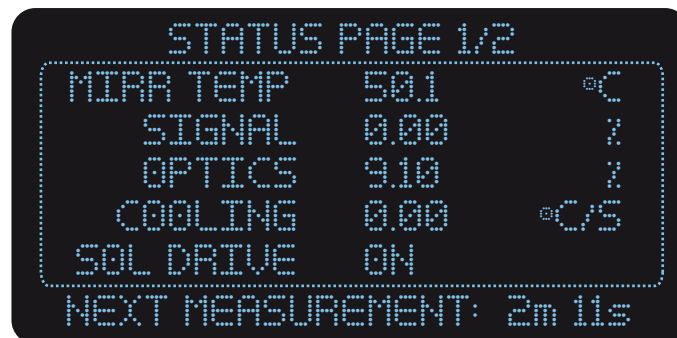 STATUS PAGE 1/2
MIRR TEMP 50.1 °C
SIGNAL 0.00 %
OPTICS 9.10 %
COOLING 0.00 °C/S
SOL DRIVE ON
NEXT MEASUREMENT: 2m 11s